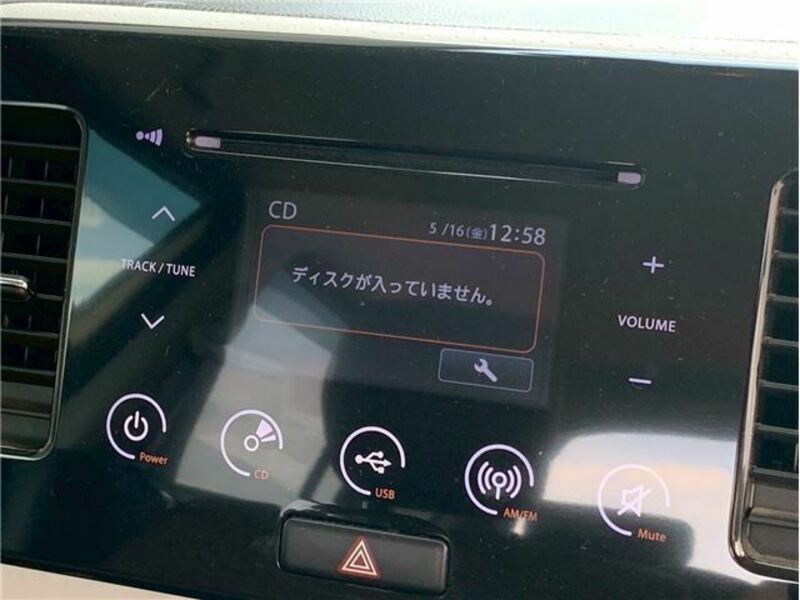 CD
5/16(金)12:58
ディスクが入っていません。
TRACK/TUNE
VOLUME
Power
CD
USB
AM/FM
Mute